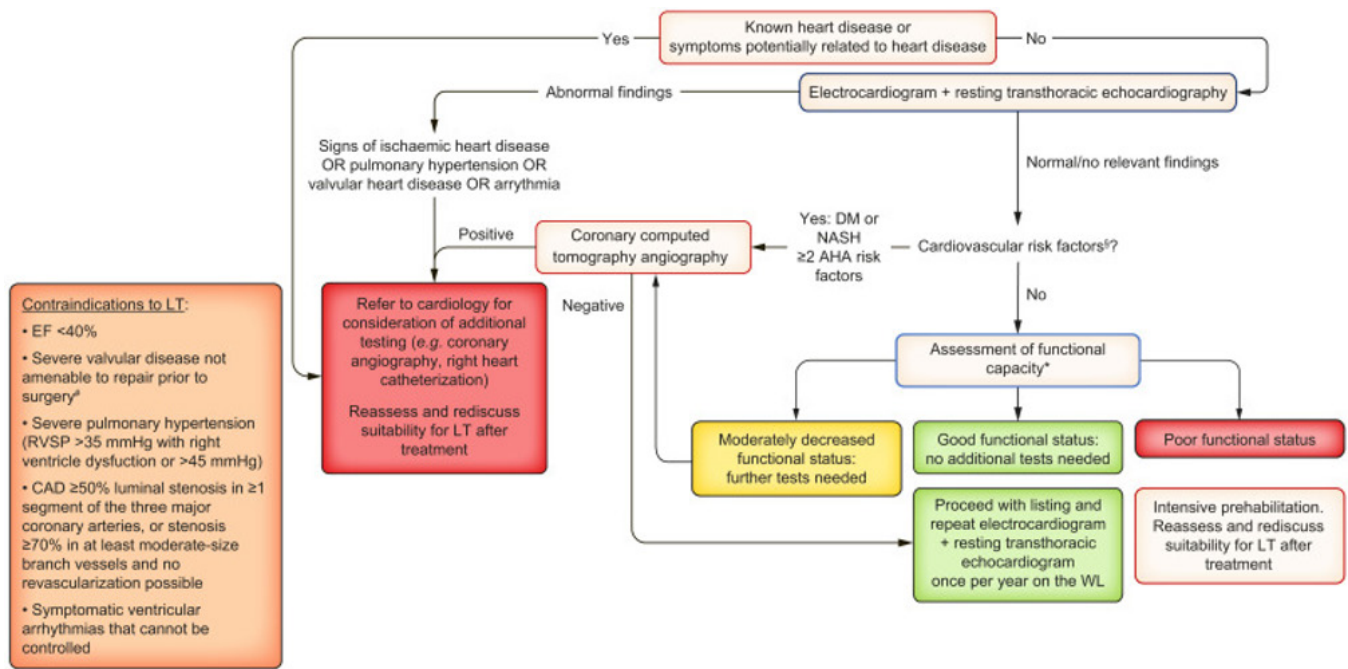 Known heart disease or
symptoms potentially related to heart disease
Yes
No
Electrocardiogram + resting transthoracic echocardiography
Abnormal findings
Signs of ischaemic heart disease
OR pulmonary hypertension OR
valvular heart disease OR arrythmia
Normal/no relevant findings
Cardiovascular risk factors§?
Yes: DM or
NASH
≥2 AHA risk
factors
Coronary computed
tomography angiography
Positive
Negative
No
Contraindications to LT:
• EF <40%
• Severe valvular disease not
amenable to repair prior to
surgery#
• Severe pulmonary hypertension
(RVSP >35 mmHg with right
ventricle dysfuction or >45 mmHg)
• CAD ≥50% luminal stenosis in ≥1
segment of the three major
coronary arteries, or stenosis
≥70% in at least moderate-size
branch vessels and no
revascularization possible
• Symptomatic ventricular
arrhythmias that cannot be
controlled
Refer to cardiology for
consideration of additional
testing (e.g. coronary
angiography, right heart
catheterization)
Reassess and rediscuss
suitability for LT after
treatment
Assessment of functional
capacity*
Moderately decreased
functional status:
further tests needed
Good functional status:
no additional tests needed
Poor functional status
Proceed with listing and
repeat electrocardiogram
+ resting transthoracic
echocardiogram
once per year on the WL
Intensive prehabilitation.
Reassess and rediscuss
suitability for LT after
treatment